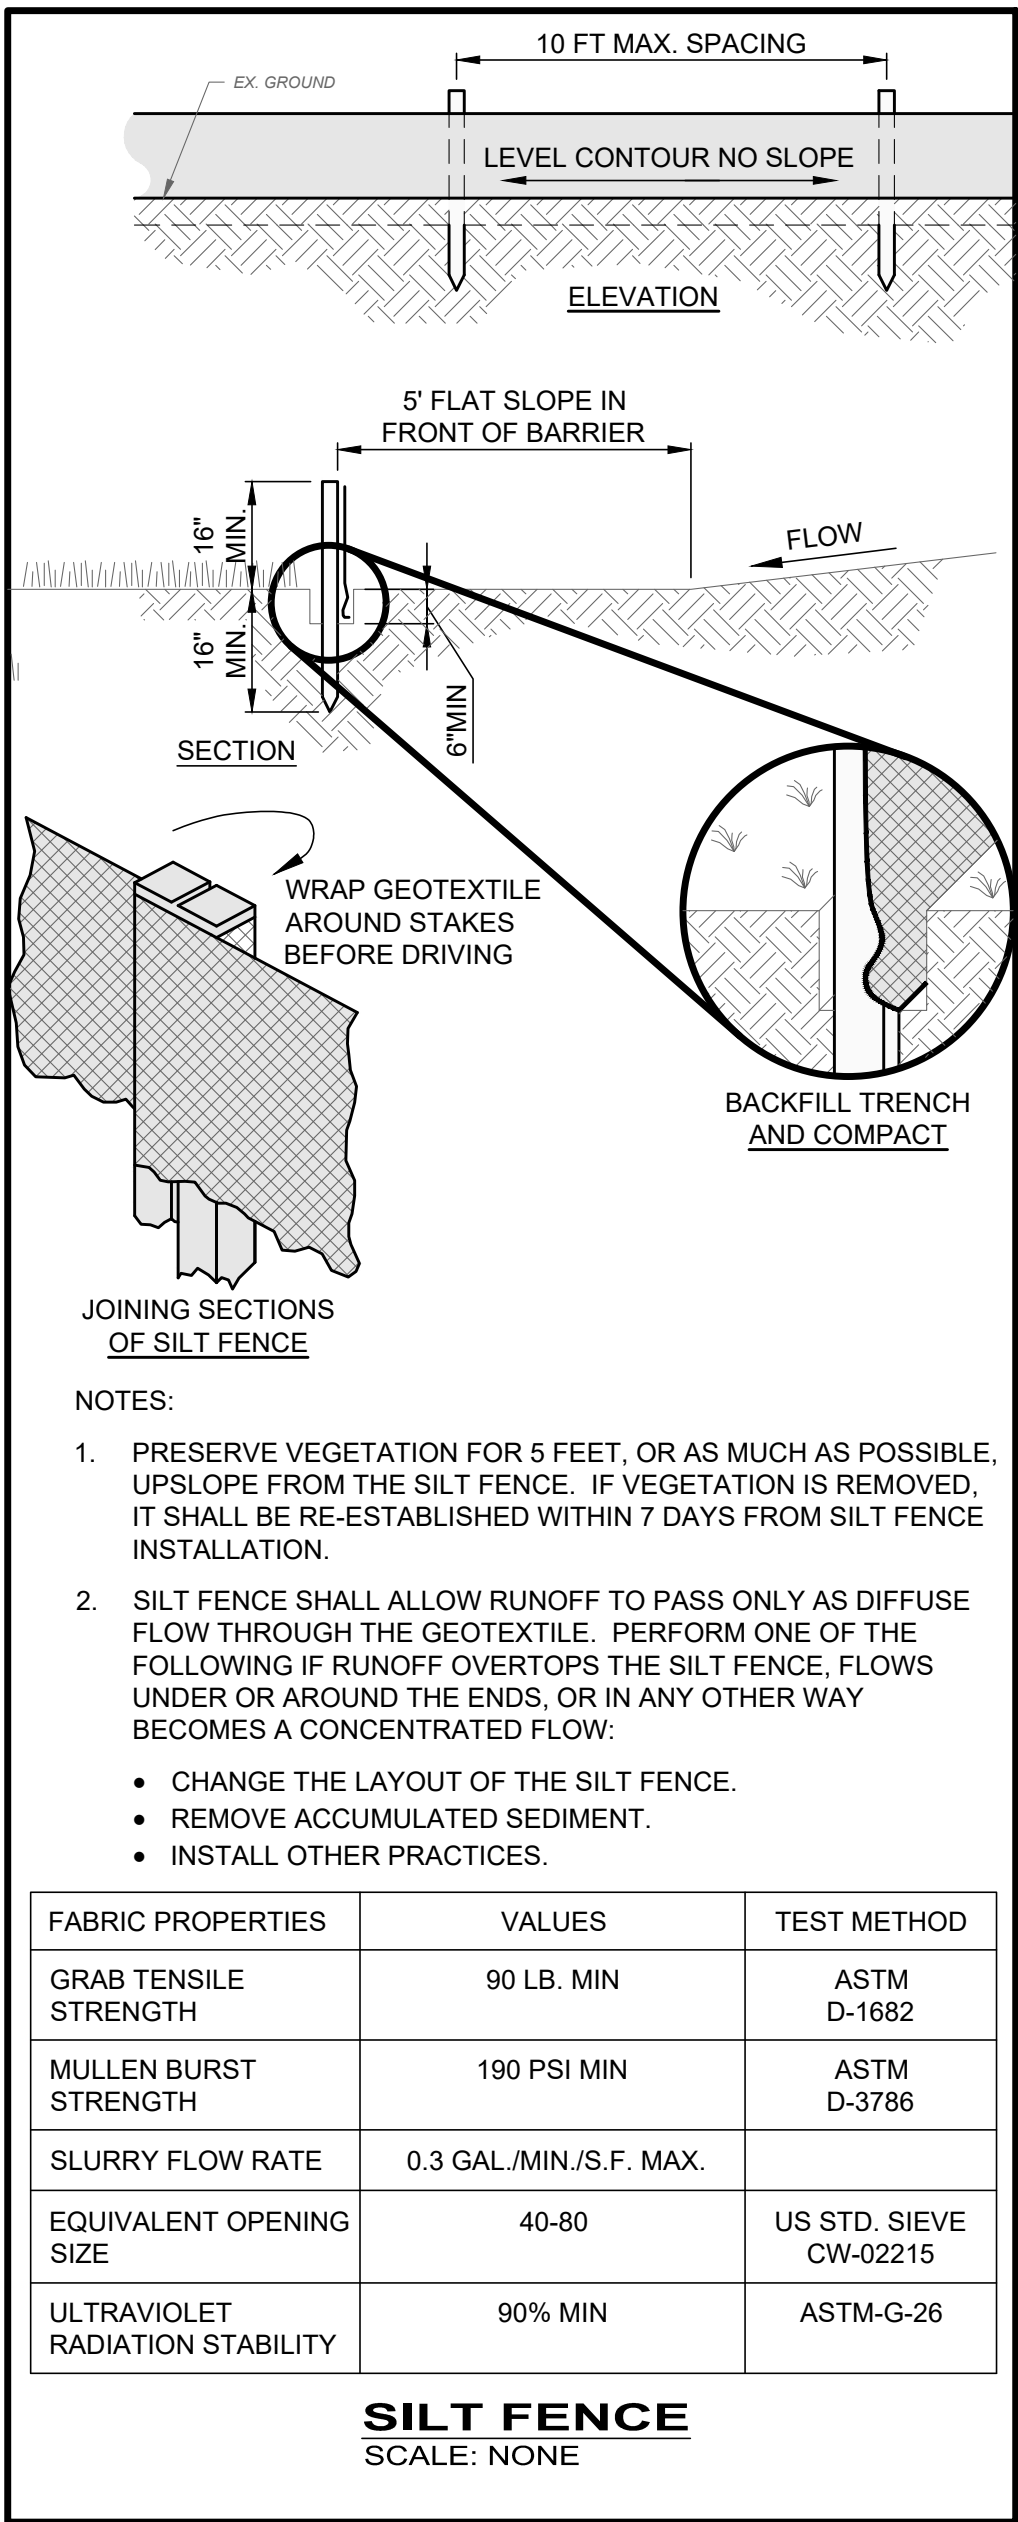 10 FT MAX. SPACING
EX. GROUND
LEVEL CONTOUR NO SLOPE
ELEVATION
5' FLAT SLOPE IN
FRONT OF BARRIER
16"
MIN.
FLOW
16"
MIN.
6"MIN
SECTION
WRAP GEOTEXTILE
AROUND STAKES
BEFORE DRIVING
BACKFILL TRENCH
AND COMPACT
JOINING SECTIONS
OF SILT FENCE
NOTES:
1. PRESERVE VEGETATION FOR 5 FEET, OR AS MUCH AS POSSIBLE,
UPSLOPE FROM THE SILT FENCE. IF VEGETATION IS REMOVED,
IT SHALL BE RE-ESTABLISHED WITHIN 7 DAYS FROM SILT FENCE
INSTALLATION.
2. SILT FENCE SHALL ALLOW RUNOFF TO PASS ONLY AS DIFFUSE
FLOW THROUGH THE GEOTEXTILE. PERFORM ONE OF THE
FOLLOWING IF RUNOFF OVERTOPS THE SILT FENCE, FLOWS
UNDER OR AROUND THE ENDS, OR IN ANY OTHER WAY
BECOMES A CONCENTRATED FLOW:
• CHANGE THE LAYOUT OF THE SILT FENCE.
• REMOVE ACCUMULATED SEDIMENT.
• INSTALL OTHER PRACTICES.
FABRIC PROPERTIES VALUES TEST METHOD
GRAB TENSILE 90 LB. MIN ASTM
STRENGTH D-1682
MULLEN BURST 190 PSI MIN ASTM
STRENGTH D-3786
SLURRY FLOW RATE 0.3 GAL./MIN./S.F. MAX.
EQUIVALENT OPENING 40-80 US STD. SIEVE
SIZE CW-02215
ULTRAVIOLET 90% MIN ASTM-G-26
RADIATION STABILITY
SILT FENCE
SCALE: NONE